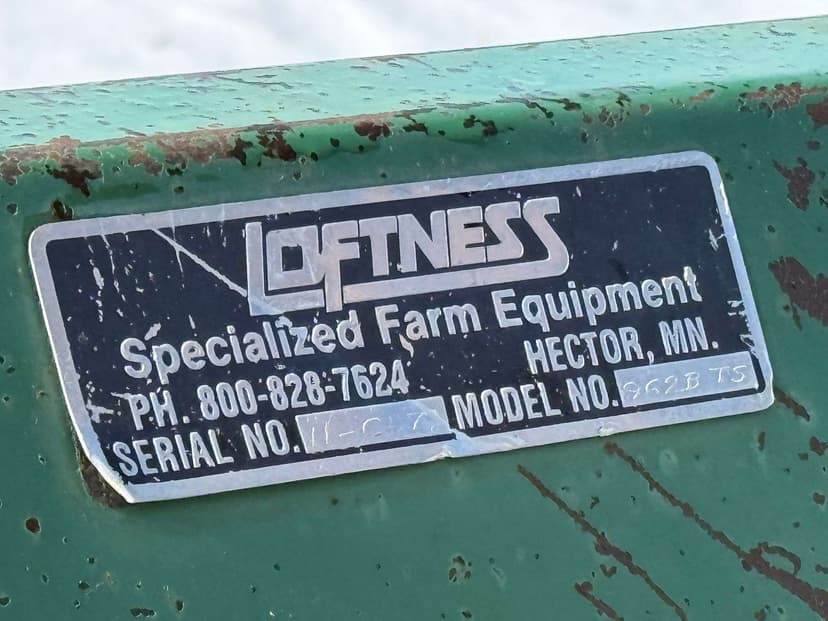 LOFTNESS
Specialized Farm Equipment
PH. 800-828-7624 HECTOR, MN.
SERIAL NO. MODEL NO. 962B TS